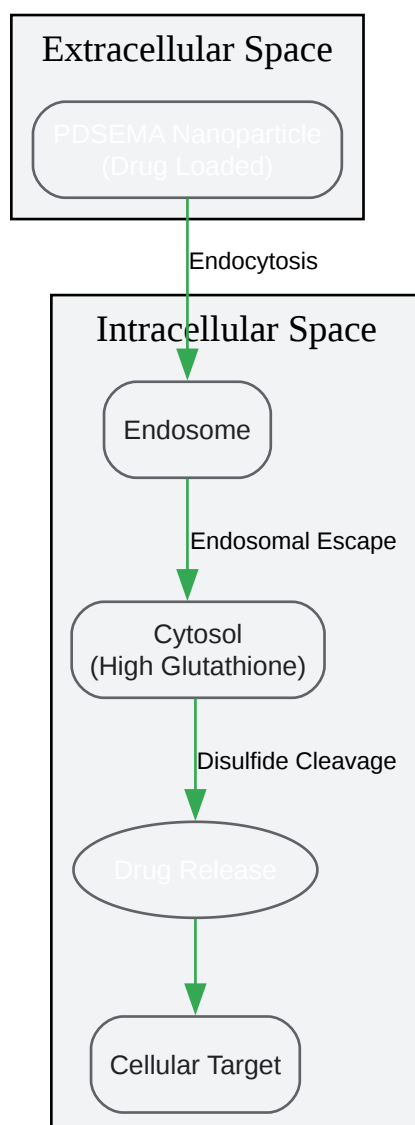 Extracellular Space
PDSEMA Nanoparticle
(Drug Loaded)
Endocytosis
Intracellular Space
Endosome
Endosomal Escape
Cytosol
(High Glutathione)
Disulfide Cleavage
Drug Release
Cellular Target